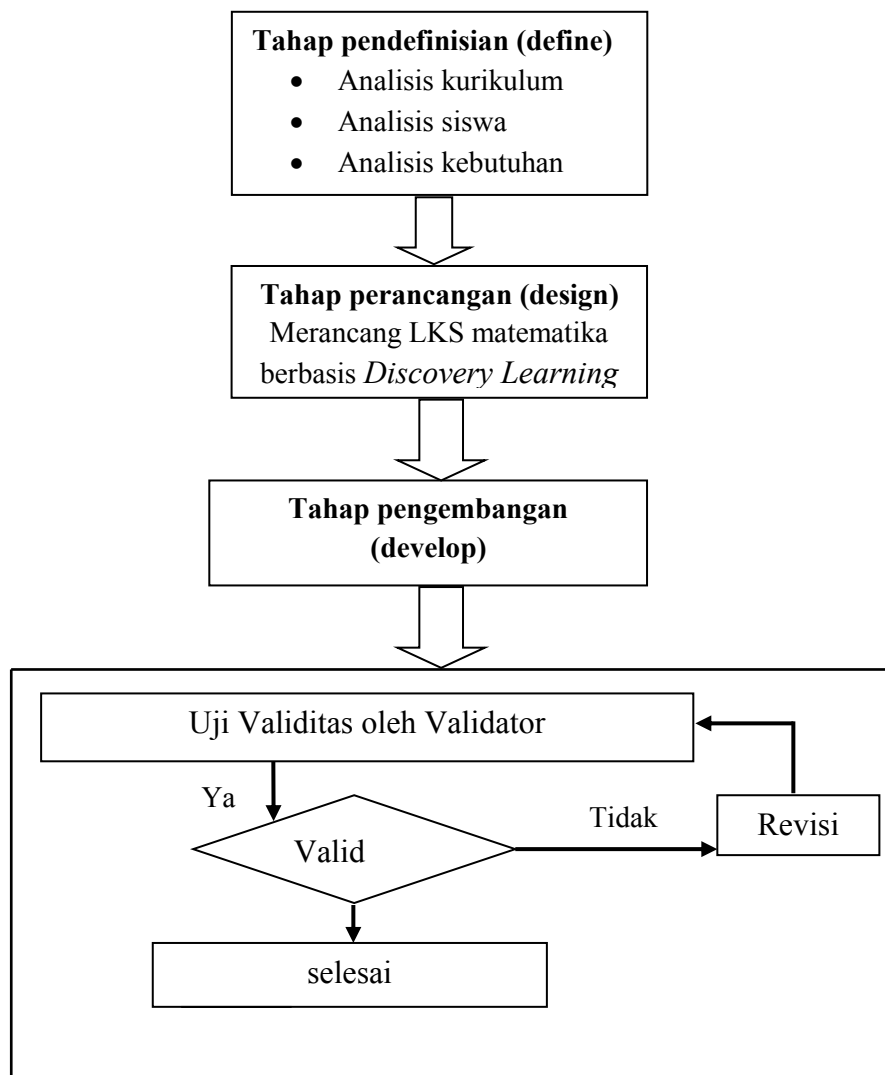 Tahap pendefinisian (define)
• Analisis kurikulum
• Analisis siswa
• Analisis kebutuhan
Tahap perancangan (design)
Merancang LKS matematika
berbasis Discovery Learning
Tahap pengembangan
(develop)
Uji Validitas oleh Validator
Ya
Valid
Tidak
Revisi
selesai